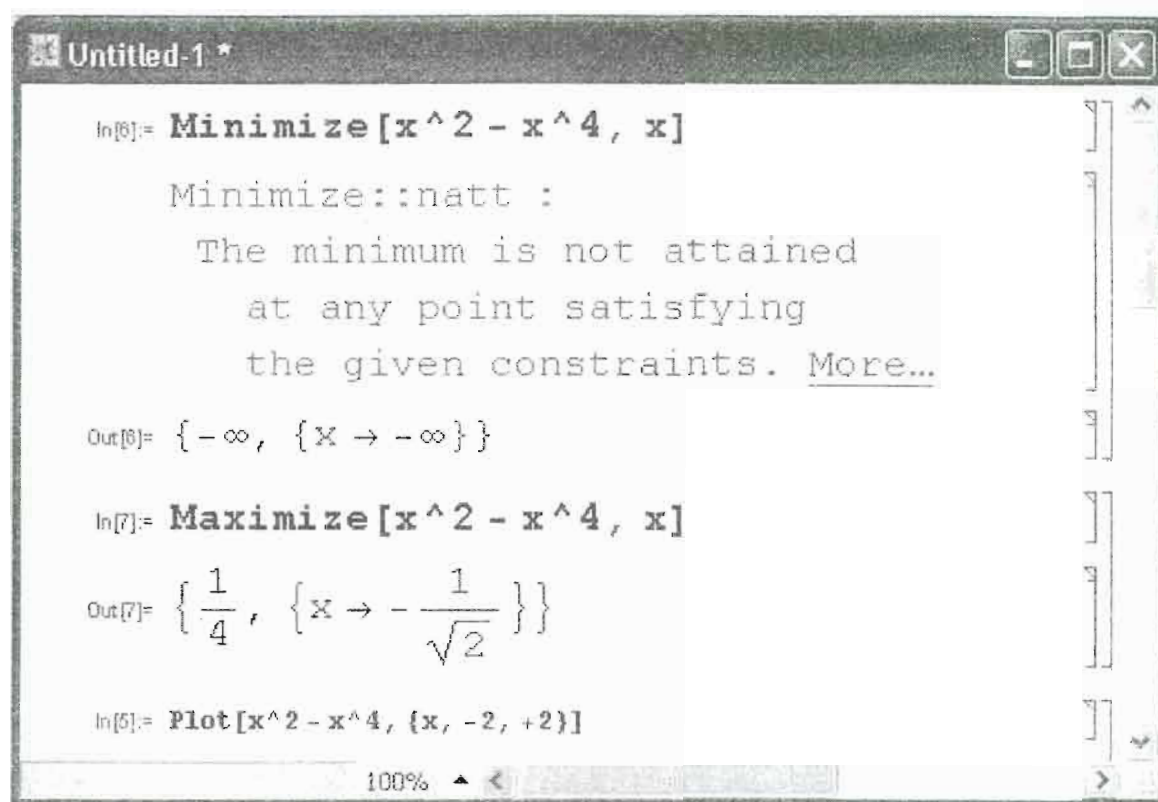 Untitled-1 *
In[6]:= Minimize[x^2 - x^4, x]
Minimize::natt :
The minimum is not attained
at any point satisfying
the given constraints. More…
Out[6]= {-∞, {x → -∞}}
In[7]:= Maximize[x^2 - x^4, x]
Out[7]= {1/4, {x → -1/√2}}
In[5]:= Plot[x^2 - x^4, {x, -2, +2}]
100%